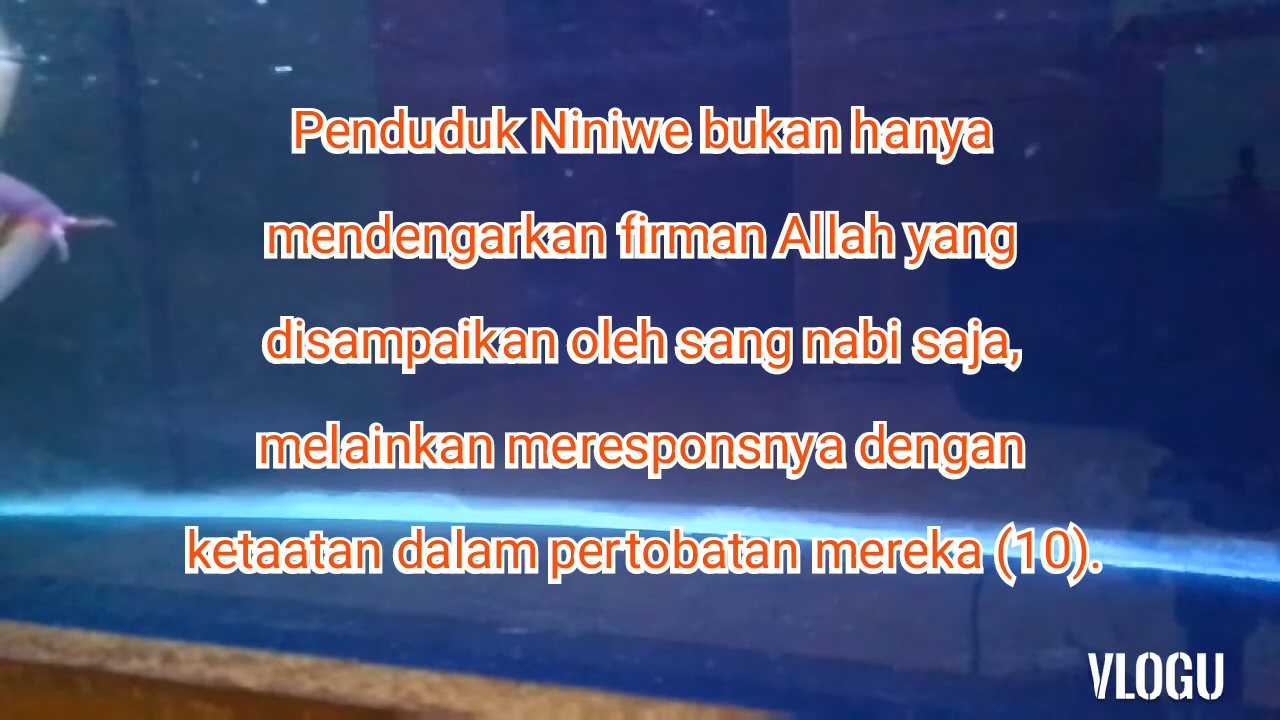 Penduduk Niniwe bukan hanya
mendengarkan firman Allah yang
disampaikan oleh sang nabi saja,
melainkan meresponsnya dengan
ketaatan dalam pertobatan mereka (10).
VLOGU